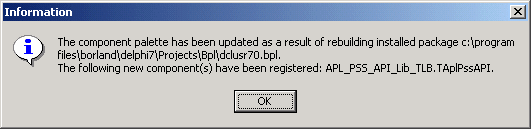 Information
The component palette has been updated as a result of rebuilding installed package c:\program
files\borland\delphi7\Projects\Bpl\dclusr70.bpl.
The following new component(s) have been registered: APL_PSS_API_Lib_TLB.TAplPssAPI.
OK